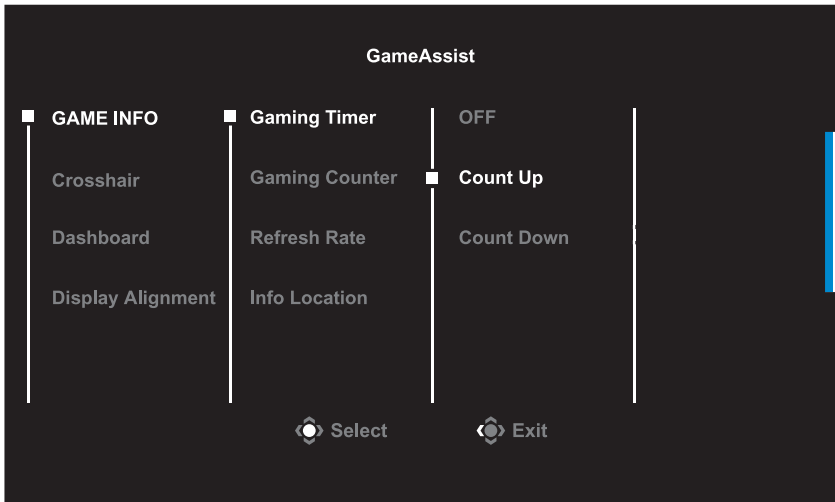 GameAssist
GAME INFO
Crosshair
Dashboard
Display Alignment
Gaming Timer
Gaming Counter
Refresh Rate
Info Location
OFF
Count Up
Count Down
Select
Exit